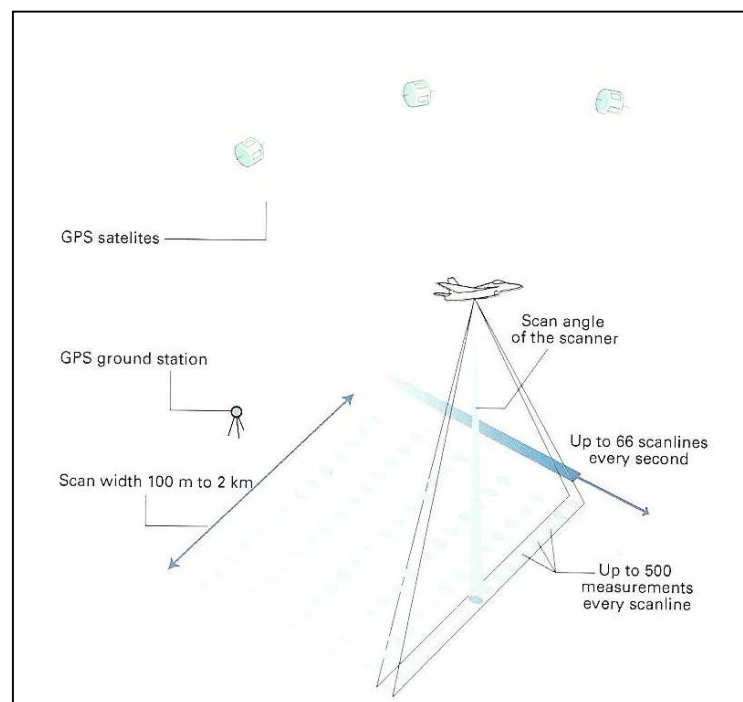 GPS satelites
Scan angle
of the scanner
GPS ground station
Up to 66 scanlines
every second
Scan width 100 m to 2 km
Up to 500
measurements
every scanline